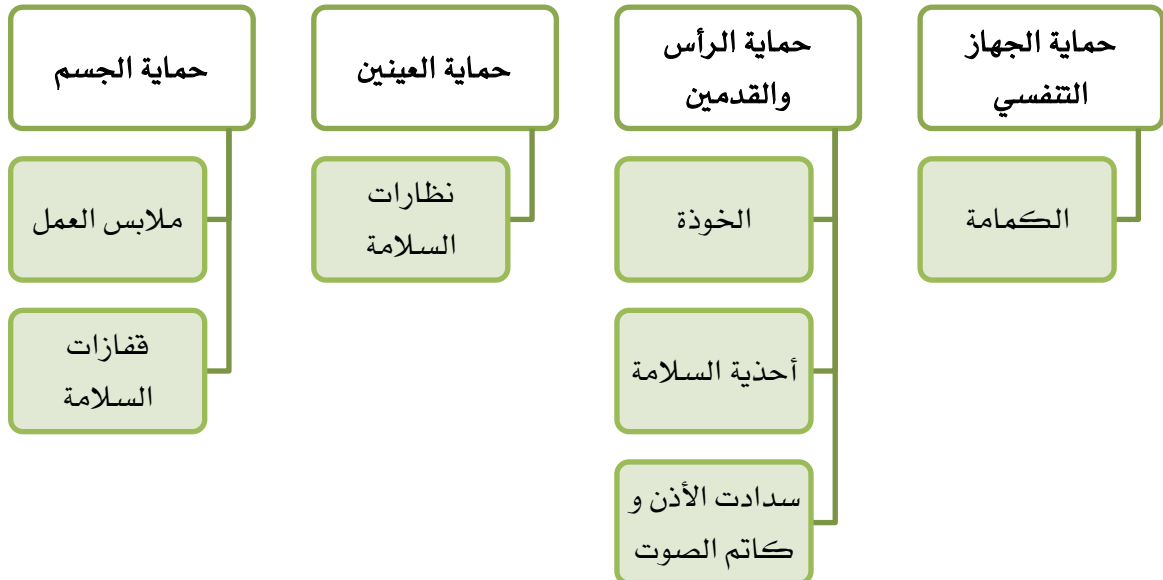 حماية الجهاز
التنفسي
الكمامة
حماية الرأس
والقدمين
الخوذة
أحذية السلامة
سدادت الأذن و
كاتم الصوت
حماية العينين
نظارات
السلامة
حماية الجسم
ملابس العمل
قفازات
السلامة